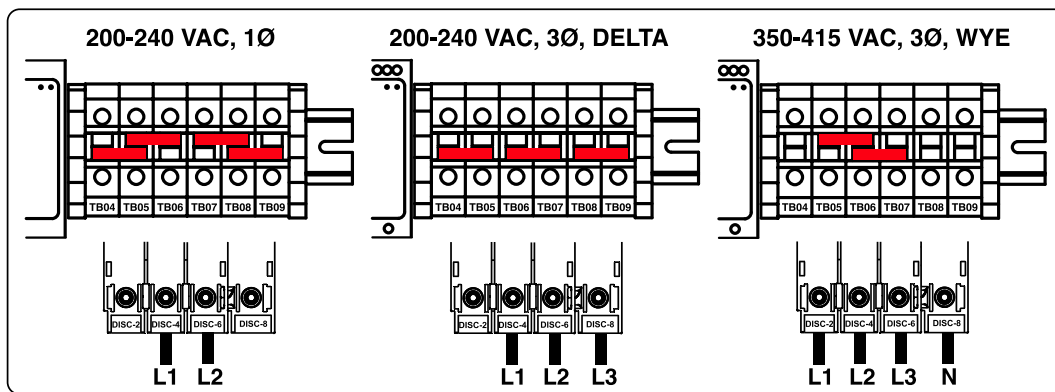 200-240 VAC, 1Ø
TB04 TB05 TB06 TB07 TB08 TB09
DISC-2 DISC-4 DISC-6 DISC-8
L1 L2
200-240 VAC, 3Ø, DELTA
TB04 TB05 TB06 TB07 TB08 TB09
DISC-2 DISC-4 DISC-6 DISC-8
L1 L2 L3
350-415 VAC, 3Ø, WYE
TB04 TB05 TB06 TB07 TB08 TB09
DISC-2 DISC-4 DISC-6 DISC-8
L1 L2 L3 N